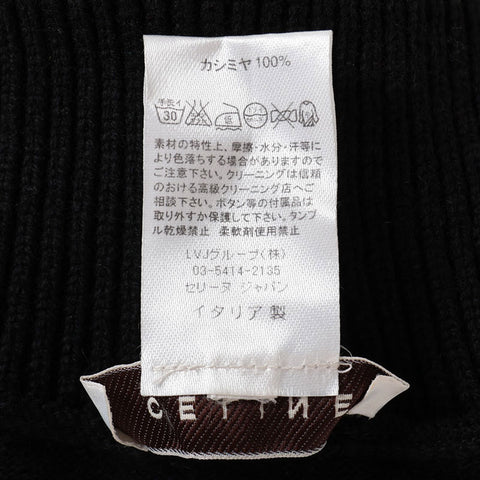 カシミヤ 100%
手洗イ
30
低
ドライ
素材の特性上、摩擦・水分・汗等に
より色落ちする場合がありますので
ご注意下さい。クリーニングは信頼
のおける高級クリーニング店へご
相談下さい。ボタン等の付属品は
取り外すか保護して下さい。タンブ
ル乾燥禁止　柔軟剤使用禁止
LVJグループ(株)
03-5414-2135
セリーヌ ジャパン
イタリア製
CELINE